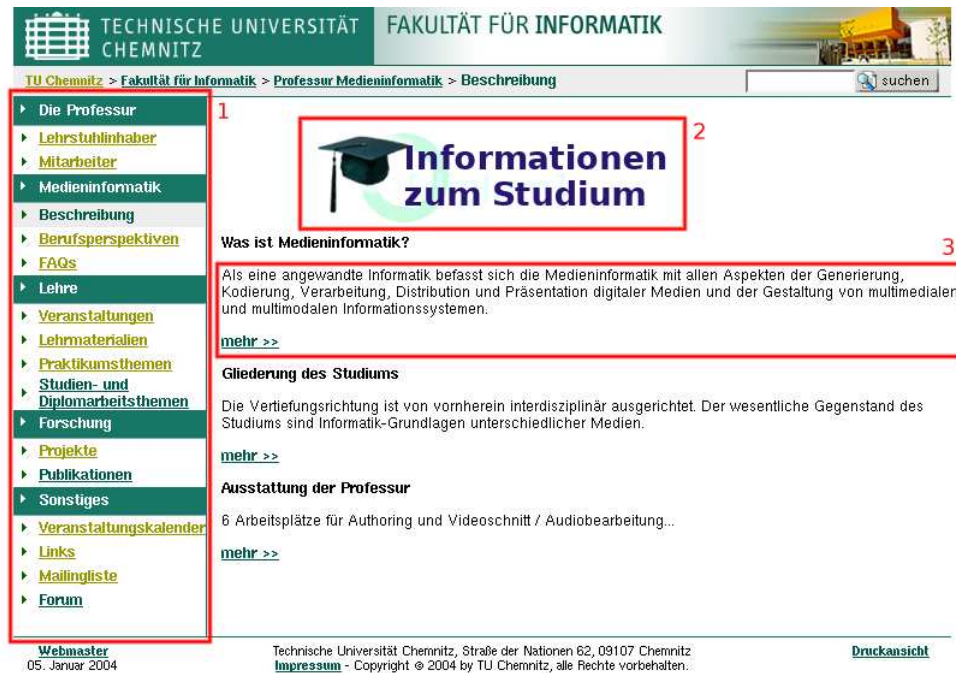 TECHNISCHE UNIVERSITÄT
CHEMNITZ
FAKULTÄT FÜR INFORMATIK
TU Chemnitz > Fakultät für Informatik > Professur Medieninformatik > Beschreibung
suchen
1
Die Professur
Lehrstuhlinhaber
Mitarbeiter
Medieninformatik
Beschreibung
Berufsperspektiven
FAQs
Lehre
Veranstaltungen
Lehrmaterialien
Praktikumsthemen
Studien- und
Diplomarbeitsthemen
Forschung
Projekte
Publikationen
Sonstiges
Veranstaltungskalender
Links
Mailingliste
Forum
2
Informationen
zum Studium
Was ist Medieninformatik?
3
Als eine angewandte Informatik befasst sich die Medieninformatik mit allen Aspekten der Generierung,
Kodierung, Verarbeitung, Distribution und Präsentation digitaler Medien und der Gestaltung von multimedialen
und multimodalen Informationssystemen.
mehr >>
Gliederung des Studiums
Die Vertiefungsrichtung ist von vornherein interdisziplinär ausgerichtet. Der wesentliche Gegenstand des
Studiums sind Informatik-Grundlagen unterschiedlicher Medien.
mehr >>
Ausstattung der Professur
6 Arbeitsplätze für Authoring und Videoschnitt / Audiobearbeitung...
mehr >>
Webmaster
05. Januar 2004
Technische Universität Chemnitz, Straße der Nationen 62, 09107 Chemnitz
Impressum - Copyright © 2004 by TU Chemnitz, alle Rechte vorbehalten.
Druckansicht